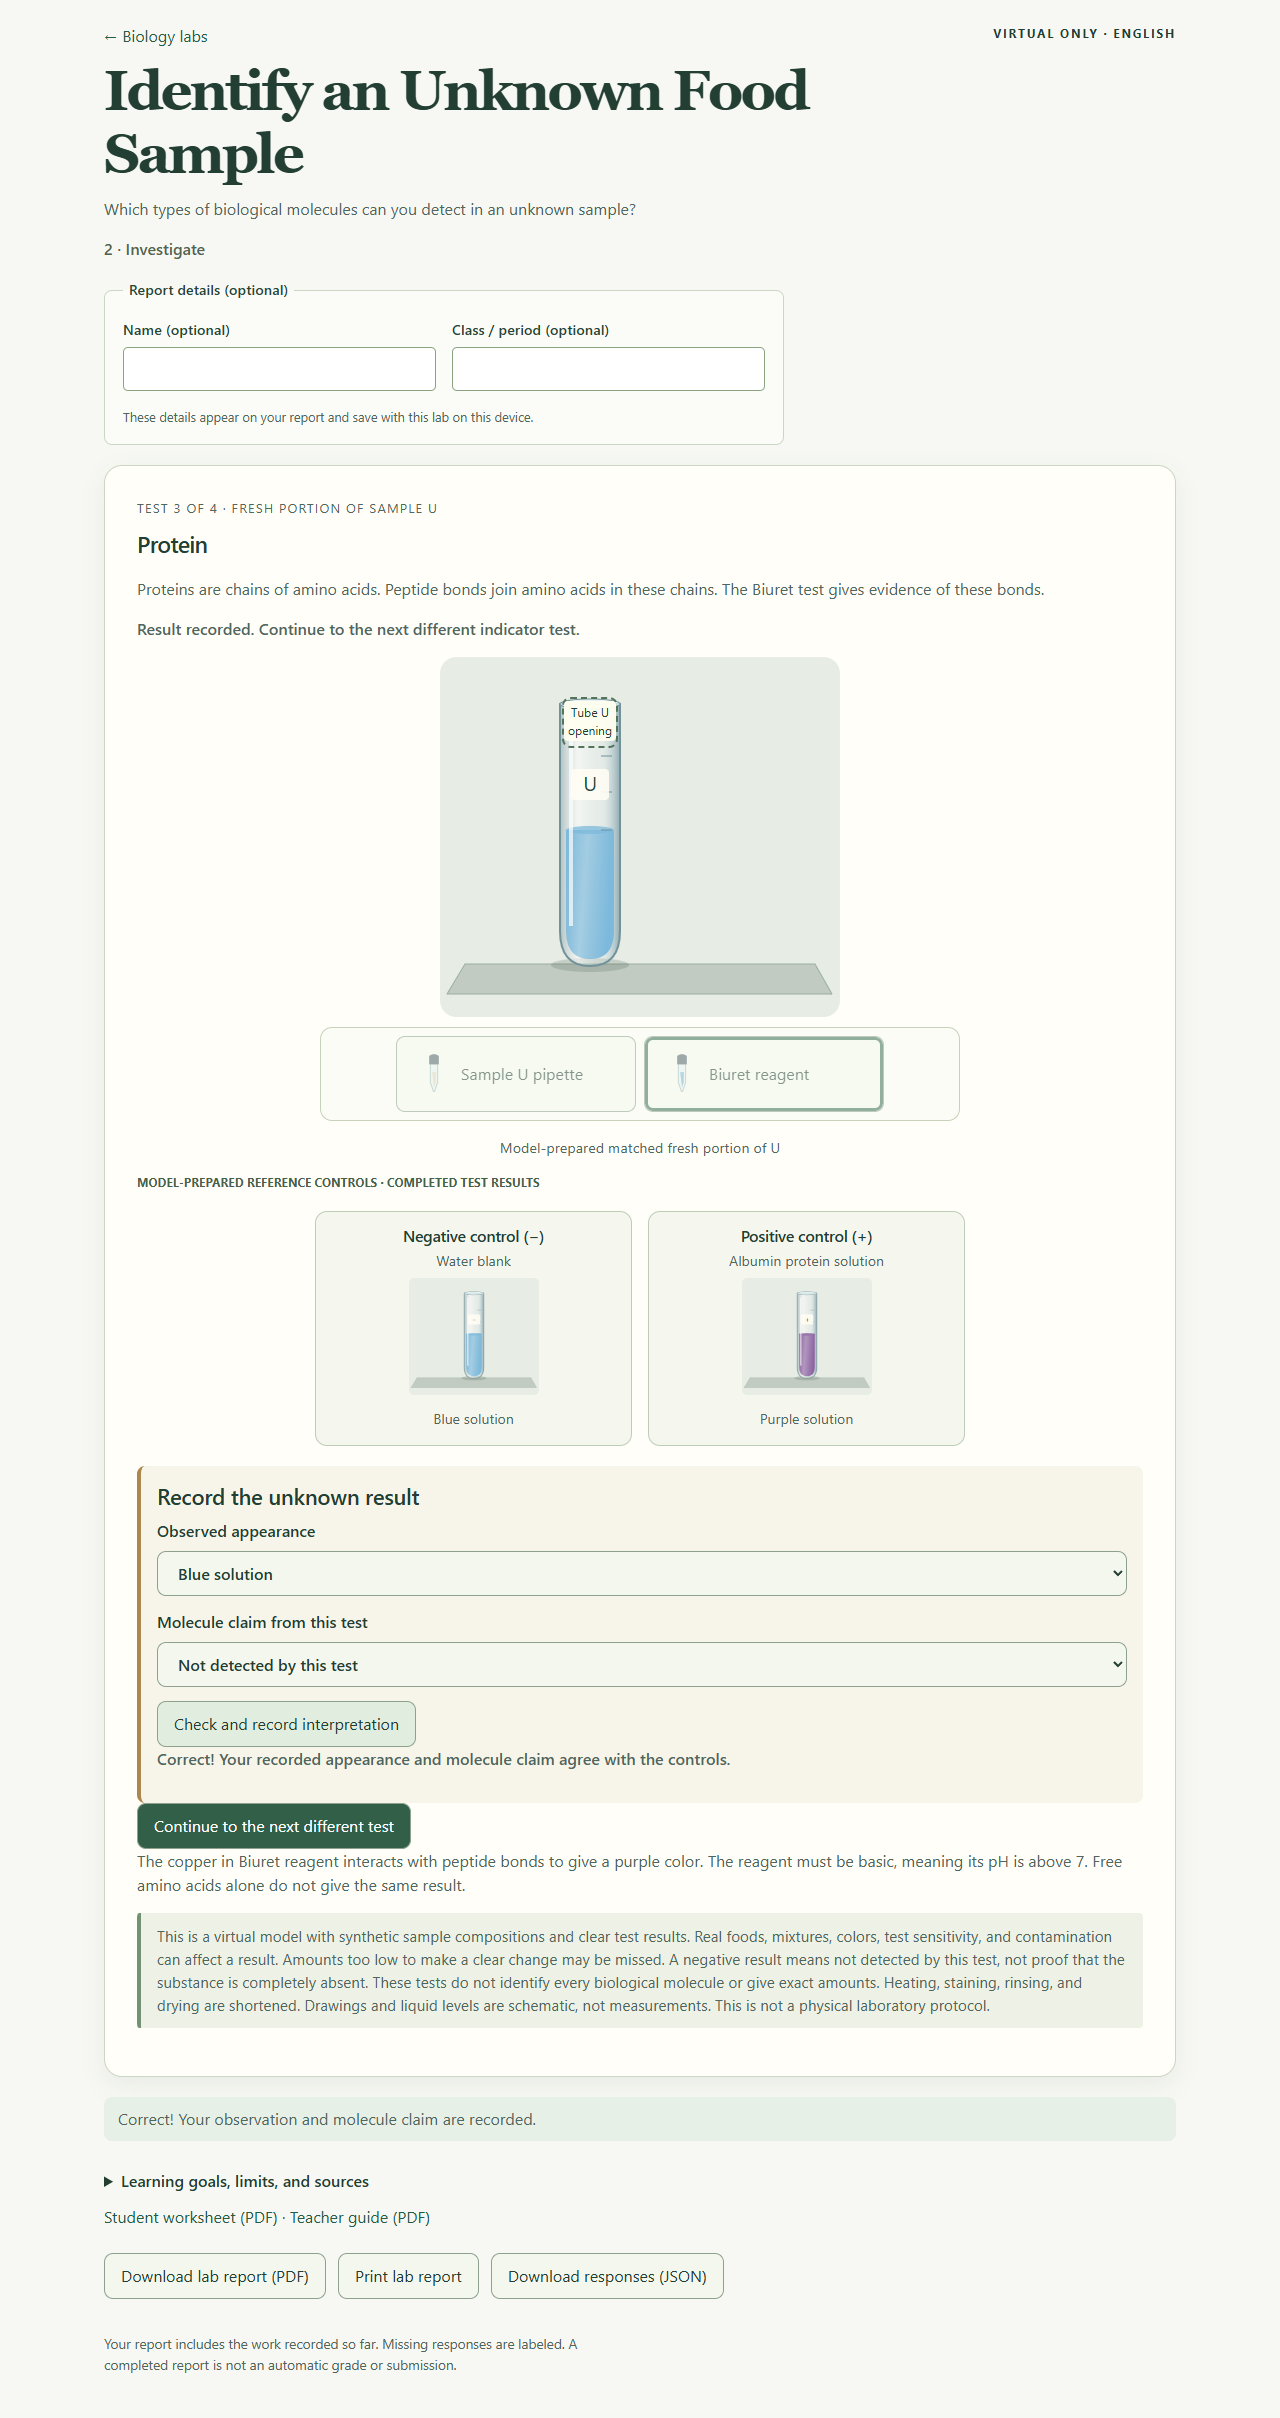 ← Biology labs
VIRTUAL ONLY · ENGLISH
Identify an Unknown Food
Sample
Which types of biological molecules can you detect in an unknown sample?
2 · Investigate
Report details (optional)
Name (optional)
Class / period (optional)
These details appear on your report and save with this lab on this device.
TEST 3 OF 4 · FRESH PORTION OF SAMPLE U
Protein
Proteins are chains of amino acids. Peptide bonds join amino acids in these chains. The Biuret test gives evidence of these bonds.
Result recorded. Continue to the next different indicator test.
Tube U
opening
U
Sample U pipette
Biuret reagent
Model-prepared matched fresh portion of U
MODEL-PREPARED REFERENCE CONTROLS · COMPLETED TEST RESULTS
Negative control (−)
Water blank
Blue solution
Positive control (+)
Albumin protein solution
Purple solution
Record the unknown result
Observed appearance
Blue solution
Molecule claim from this test
Not detected by this test
Check and record interpretation
Correct! Your recorded appearance and molecule claim agree with the controls.
Continue to the next different test
The copper in Biuret reagent interacts with peptide bonds to give a purple color. The reagent must be basic, meaning its pH is above 7. Free
amino acids alone do not give the same result.
This is a virtual model with synthetic sample compositions and clear test results. Real foods, mixtures, colors, test sensitivity, and contamination
can affect a result. Amounts too low to make a clear change may be missed. A negative result means not detected by this test, not proof that the
substance is completely absent. These tests do not identify every biological molecule or give exact amounts. Heating, staining, rinsing, and
drying are shortened. Drawings and liquid levels are schematic, not measurements. This is not a physical laboratory protocol.
Correct! Your observation and molecule claim are recorded.
▶ Learning goals, limits, and sources
Student worksheet (PDF) · Teacher guide (PDF)
Download lab report (PDF)
Print lab report
Download responses (JSON)
Your report includes the work recorded so far. Missing responses are labeled. A
completed report is not an automatic grade or submission.